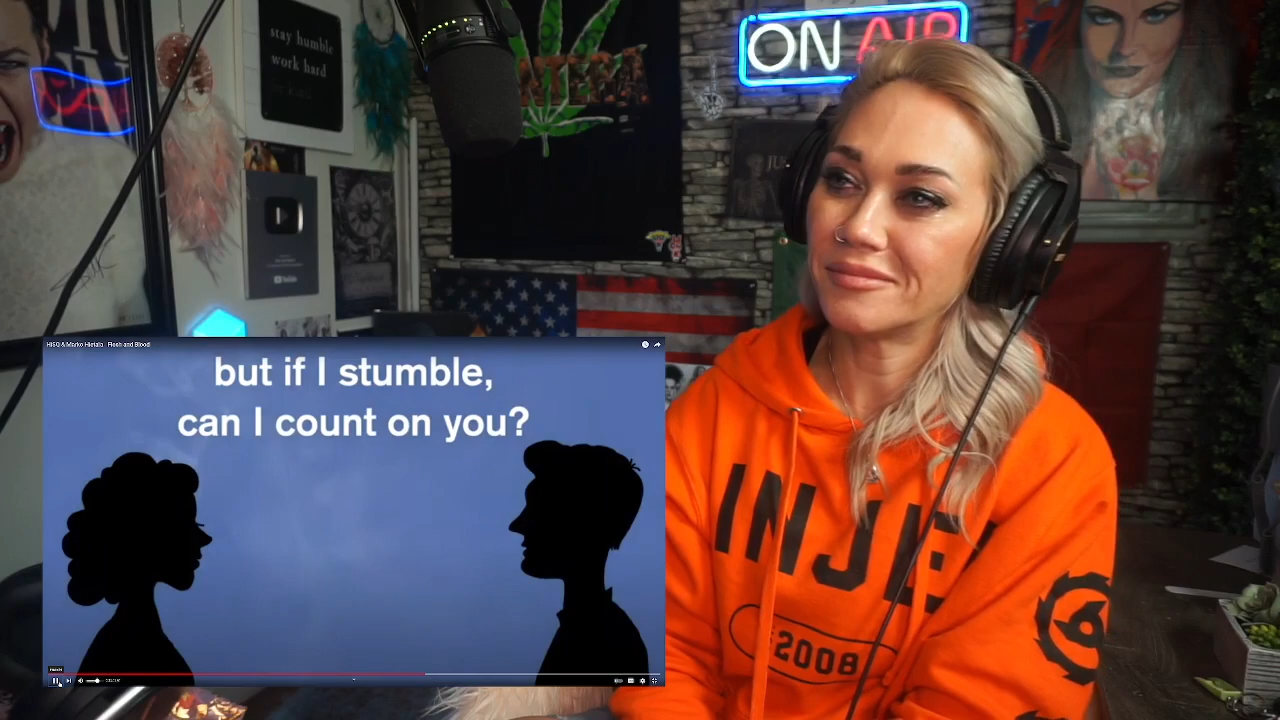 stay humble
work hard
ON AIR
HISQ & Marko Hietala - Flesh and Blood
but if I stumble,
can I count on you?
INJE
2008